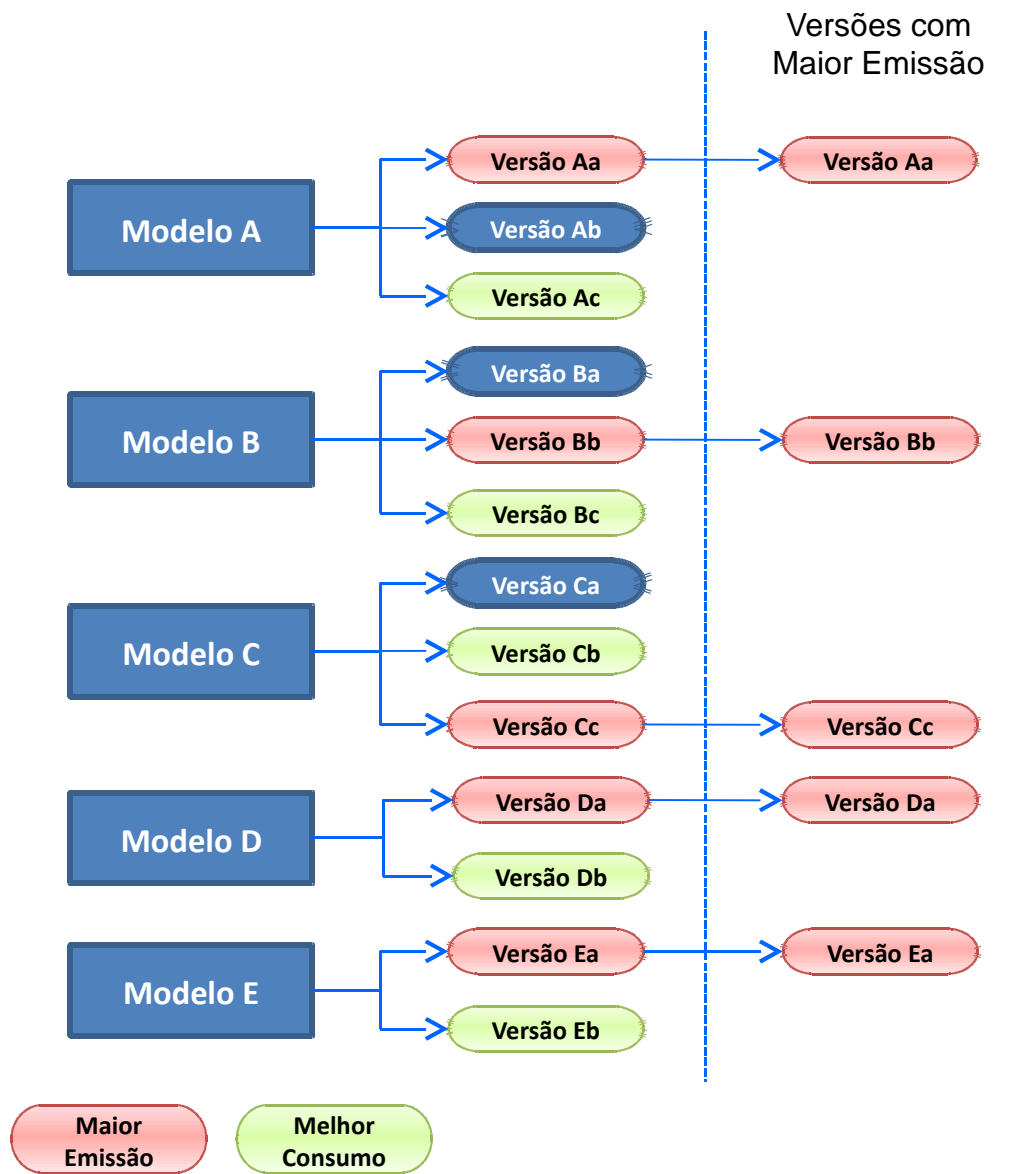 Versões com
Maior Emissão
Versão Aa
Versão Aa
Modelo A
Versão Ab
Versão Ac
Versão Ba
Modelo B
Versão Bb
Versão Bb
Versão Bc
Versão Ca
Modelo C
Versão Cb
Versão Cc
Versão Cc
Versão Da
Versão Da
Modelo D
Versão Db
Versão Ea
Versão Ea
Modelo E
Versão Eb
Maior
Emissão
Melhor
Consumo